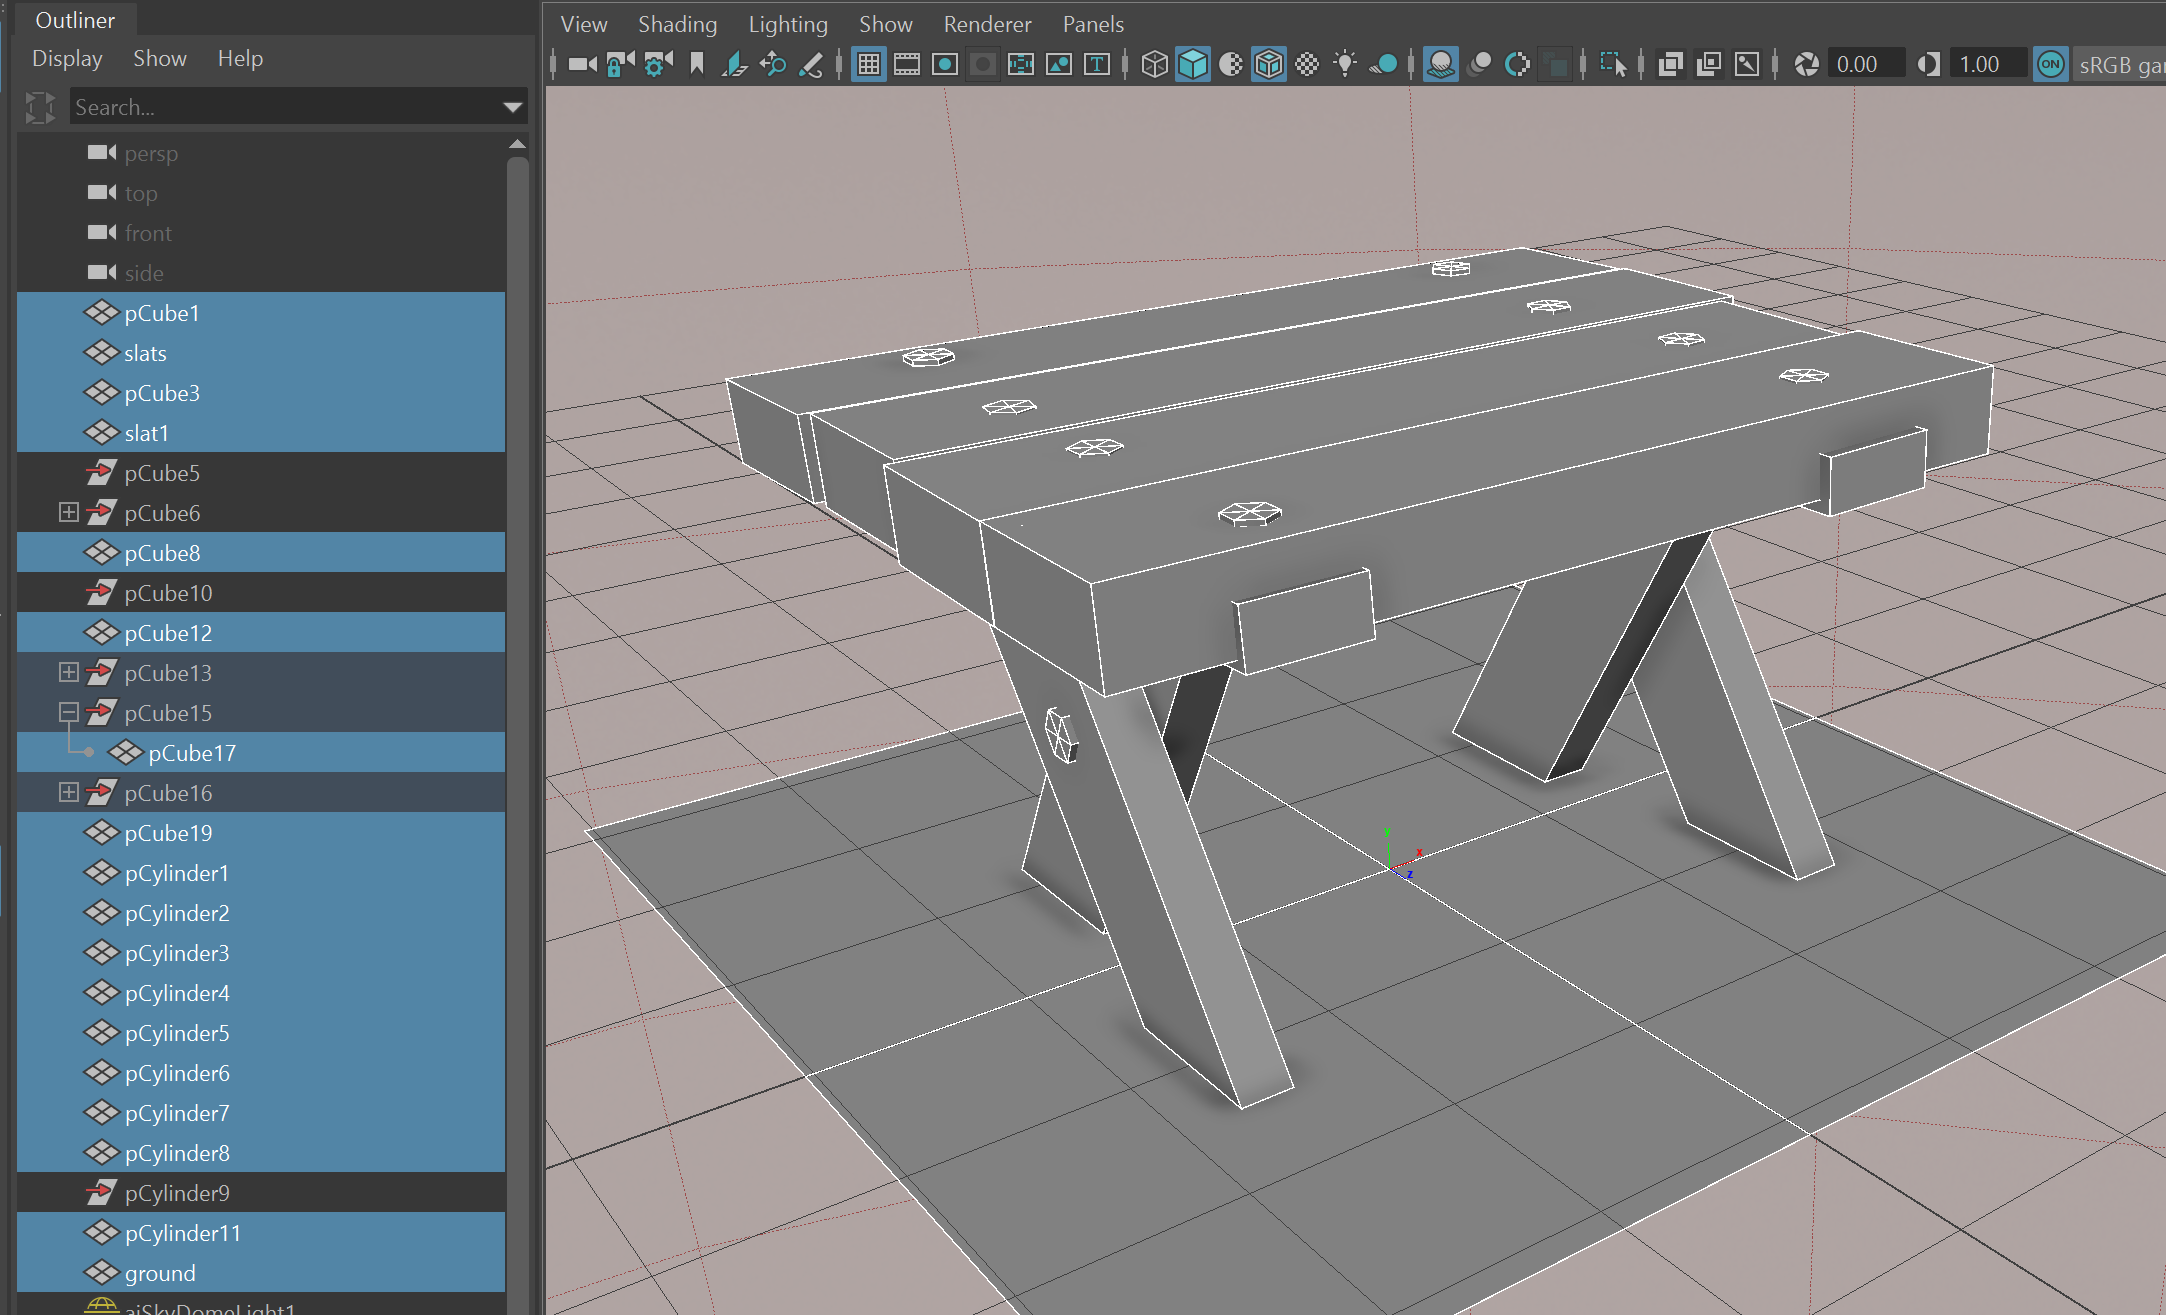 Outliner
Display Show Help
Search...
persp
top
front
side
pCube1
slats
pCube3
slat1
pCube5
pCube6
pCube8
pCube10
pCube12
pCube13
pCube15
pCube17
pCube16
pCube19
pCylinder1
pCylinder2
pCylinder3
pCylinder4
pCylinder5
pCylinder6
pCylinder7
pCylinder8
pCylinder9
pCylinder11
ground
aiSkyDomeLight1
View Shading Lighting Show Renderer Panels
T 0.00 1.00 ON sRGB ga
y
x
z